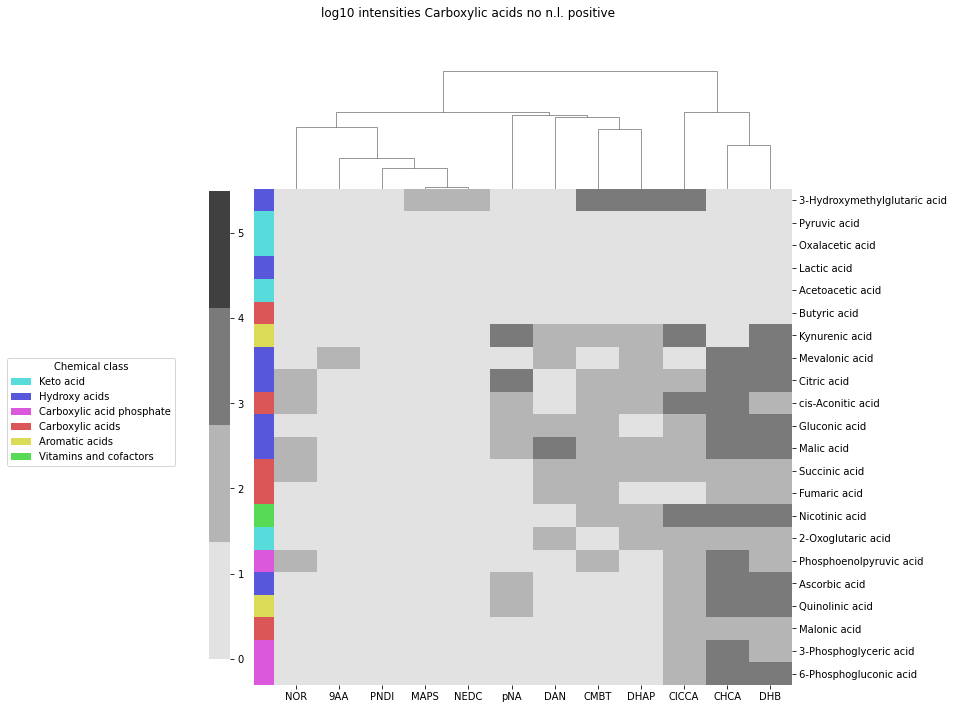 log10 intensities Carboxylic acids no n.l. positive
5
4
3
2
1
0
Chemical class
Keto acid
Hydroxy acids
Carboxylic acid phosphate
Carboxylic acids
Aromatic acids
Vitamins and cofactors
3-Hydroxymethylglutaric acid
Pyruvic acid
Oxalacetic acid
Lactic acid
Acetoacetic acid
Butyric acid
Kynurenic acid
Mevalonic acid
Citric acid
cis-Aconitic acid
Gluconic acid
Malic acid
Succinic acid
Fumaric acid
Nicotinic acid
2-Oxoglutaric acid
Phosphoenolpyruvic acid
Ascorbic acid
Quinolinic acid
Malonic acid
3-Phosphoglyceric acid
6-Phosphogluconic acid
NOR 9AA PNDI MAPS NEDC pNA DAN CMBT DHAP ClCCA CHCA DHB